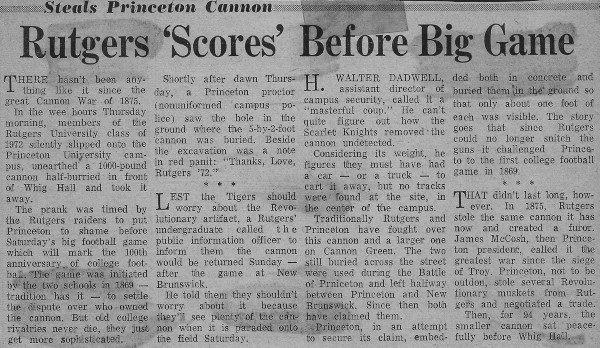 Steals Princeton Cannon
Rutgers 'Scores' Before Big Game
THERE hasn't been any-
thing like it since the
great Cannon War of 1875.
In the wee hours Thursday
morning, members of the
Rutgers University class of
1972 silently slipped onto the
Princeton University cam-
pus, unearthed a 1000-pound
cannon half-burried in front
of Whig Hall and took it
away.
The prank was timed by
the Rutgers raiders to put
Princeton to shame before
Saturday's big football game
which will mark the 100th
anniversary of college foot-
ball. The game was initiated
by the two schools in 1869 —
tradition has it — to settle
the dispute over who owned
the cannon. But old college
rivalries never die, they just
get more sophisticated.
Shortly after dawn Thurs-
day, a Princeton proctor
(nonuniformed campus po-
lice) saw the hole in the
ground where the 5-by-2-foot
cannon was buried. Beside
the excavation was a note
in red panit: "Thanks, Love,
Rutgers '72."
* * *
LEST the Tigers should
worry about the Revo-
lutionary artifact, a Rutgers'
undergraduate called the
public information officer to
inform them the cannon
would be returned Sunday —
after the game at New
Brunswick.
He told them they shouldn't
worry about it because
they'll see plenty of the can-
non when it is paraded onto
the field Saturday.
H. WALTER DADWELL,
assistant director of
campus security, called it a
"masterful coup." He can't
quite figure out how the
Scarlet Knights removed the
cannon undetected.
Considering its weight, he
figures they must have had
a car — or a truck — to
cart it away, but no tracks
were found at the site, in
the center of the campus.
Traditionally Rutgers and
Princeton have fought over
this cannon and a larger one
on Cannon Green. The two
still buried across the street
were used during the Battle
of Prniceton and left halfway
between Princeton and New
Brunswick. Since then both
have claimed them.
Princeton, in an attempt
to secure its claim, embed-
ded both in concrete and
buried them in the ground so
that only about one foot of
each was visible. The story
goes that since Rutgers
could no longer snitch the
guns it challenged Prince-
to to the first college football
game in 1869.
* * *
THAT didn't last long, how-
ever. In 1875, Rutgers
stole the same cannon it has
now and created a furor.
James McCosh, then Prince-
ton president, called it the
greatest war since the siege
of Troy. Princeton, not to be
outdon, stole several Revolu-
tionary muskets from Rut-
gers and negotiated a trade.
Then, for 94 years, the
smaller cannon sat peace-
fully before Whig Hall.